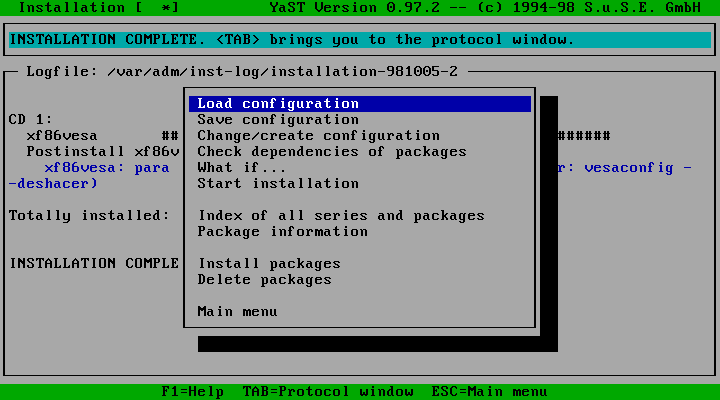 Installation [  *]          YaST Version 0.97.2 -- (c) 1994-98 S.u.S.E. GmbH
INSTALLATION COMPLETE. <TAB> brings you to the protocol window.
Logfile: /var/adm/inst-log/installation-981005-2
Load configuration
CD 1:
Save configuration
xf86vesa       ## Change/create configuration ######
Postinstall xf86v Check dependencies of packages
xf86vesa: para What if... r: vesaconfig -
-deshacer) Start installation
Totally installed: Index of all series and packages
Package information
INSTALLATION COMPLE Install packages
Delete packages
Main menu
F1=Help  TAB=Protocol window  ESC=Main menu